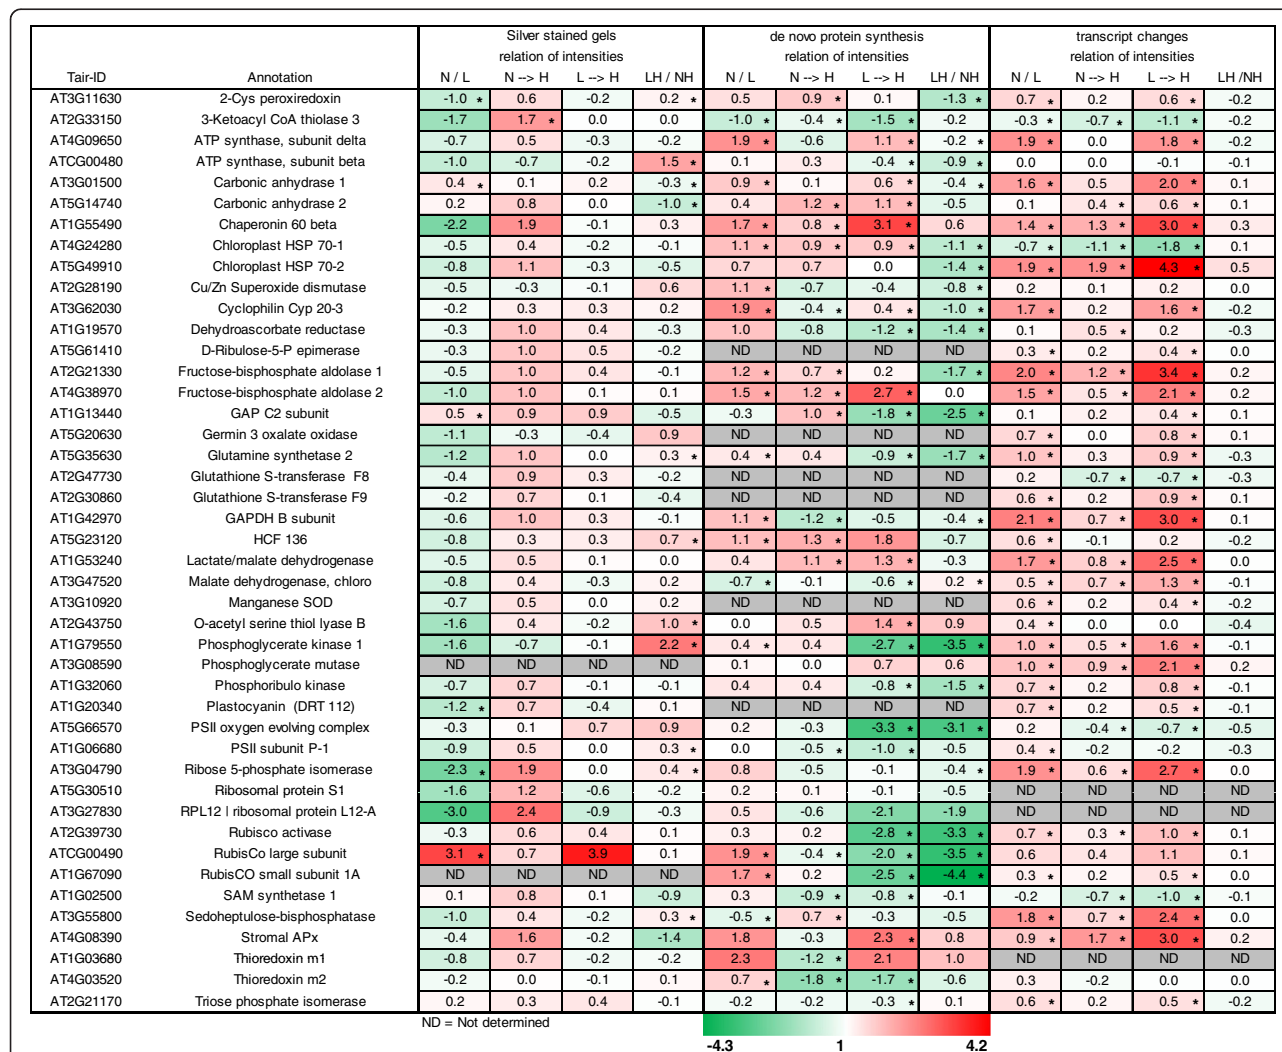 Silver stained gels de novo protein synthesis transcript changes
relation of intensities relation of intensities relation of intensities
Tair-ID Annotation N / L N --> H L --> H LH / NH N / L N --> H L --> H LH / NH N / L N --> H L --> H LH /NH
AT3G11630 2-Cys peroxiredoxin -1.0 * 0.6 -0.2 0.2 * 0.5 0.9 * 0.1 -1.3 * 0.7 * 0.2 0.6 * -0.2
AT2G33150 3-Ketoacyl CoA thiolase 3 -1.7 1.7 * 0.0 0.0 -1.0 * -0.4 * -1.5 * -0.2 -0.3 * -0.7 * -1.1 * -0.2
AT4G09650 ATP synthase, subunit delta -0.7 0.5 -0.3 -0.2 1.9 * -0.6 1.1 * -0.2 * 1.9 * 0.0 1.8 * -0.2
ATCG00480 ATP synthase, subunit beta -1.0 -0.7 -0.2 1.5 * 0.1 0.3 -0.4 * -0.9 * 0.0 0.0 -0.1 -0.1
AT3G01500 Carbonic anhydrase 1 0.4 * 0.1 0.2 -0.3 * 0.9 * 0.1 0.6 * -0.4 * 1.6 * 0.5 2.0 * 0.1
AT5G14740 Carbonic anhydrase 2 0.2 0.8 0.0 -1.0 * 0.4 1.2 * 1.1 * -0.5 0.1 0.4 * 0.6 * 0.1
AT1G55490 Chaperonin 60 beta -2.2 1.9 -0.1 0.3 1.7 * 0.8 * 3.1 * 0.6 1.4 * 1.3 * 3.0 * 0.3
AT4G24280 Chloroplast HSP 70-1 -0.5 0.4 -0.2 -0.1 1.1 * 0.9 * 0.9 * -1.1 * -0.7 * -1.1 * -1.8 * 0.1
AT5G49910 Chloroplast HSP 70-2 -0.8 1.1 -0.3 -0.5 0.7 0.7 0.0 -1.4 * 1.9 * 1.9 * 4.3 * 0.5
AT2G28190 Cu/Zn Superoxide dismutase -0.5 -0.3 -0.1 0.6 1.1 * -0.7 -0.4 -0.8 * 0.2 0.1 0.2 0.0
AT3G62030 Cyclophilin Cyp 20-3 -0.2 0.3 0.3 0.2 1.9 * -0.4 * 0.4 * -1.0 * 1.7 * 0.2 1.6 * -0.2
AT1G19570 Dehydroascorbate reductase -0.3 1.0 0.4 -0.3 1.0 -0.8 -1.2 * -1.4 * 0.1 0.5 * 0.2 -0.3
AT5G61410 D-Ribulose-5-P epimerase -0.3 1.0 0.5 -0.2 ND ND ND ND 0.3 * 0.2 0.4 * 0.0
AT2G21330 Fructose-bisphosphate aldolase 1 -0.5 1.0 0.4 -0.1 1.2 * 0.7 * 0.2 -1.7 * 2.0 * 1.2 * 3.4 * 0.2
AT4G38970 Fructose-bisphosphate aldolase 2 -1.0 1.0 0.1 0.1 1.5 * 1.2 * 2.7 * 0.0 1.5 * 0.5 * 2.1 * 0.2
AT1G13440 GAP C2 subunit 0.5 * 0.9 0.9 -0.5 -0.3 1.0 * -1.8 * -2.5 * 0.1 0.2 0.4 * 0.1
AT5G20630 Germin 3 oxalate oxidase -1.1 -0.3 -0.4 0.9 ND ND ND ND 0.7 * 0.0 0.8 * 0.1
AT5G35630 Glutamine synthetase 2 -1.2 1.0 0.0 0.3 * 0.4 * 0.4 -0.9 * -1.7 * 1.0 * 0.3 0.9 * -0.3
AT2G47730 Glutathione S-transferase F8 -0.4 0.9 0.3 -0.2 ND ND ND ND 0.2 -0.7 * -0.7 * -0.3
AT2G30860 Glutathione S-transferase F9 -0.2 0.7 0.1 -0.4 ND ND ND ND 0.6 * 0.2 0.9 * 0.1
AT1G42970 GAPDH B subunit -0.6 1.0 0.3 -0.1 1.1 * -1.2 * -0.5 -0.4 * 2.1 * 0.7 * 3.0 * 0.1
AT5G23120 HCF 136 -0.8 0.3 0.3 0.7 * 1.1 * 1.3 * 1.8 -0.7 0.6 * -0.1 0.2 -0.2
AT1G53240 Lactate/malate dehydrogenase -0.5 0.5 0.1 0.0 0.4 1.1 * 1.3 * -0.3 1.7 * 0.8 * 2.5 * 0.0
AT3G47520 Malate dehydrogenase, chloro -0.8 0.4 -0.3 0.2 -0.7 * -0.1 -0.6 * 0.2 * 0.5 * 0.7 * 1.3 * -0.1
AT3G10920 Manganese SOD -0.7 0.5 0.0 0.2 ND ND ND ND 0.6 * 0.2 0.4 * -0.2
AT2G43750 O-acetyl serine thiol lyase B -1.6 0.4 -0.2 1.0 * 0.0 0.5 1.4 * 0.9 0.4 * 0.0 0.0 -0.4
AT1G79550 Phosphoglycerate kinase 1 -1.6 -0.7 -0.1 2.2 * 0.4 * 0.4 -2.7 * -3.5 * 1.0 * 0.5 * 1.6 * -0.1
AT3G08590 Phosphoglycerate mutase ND ND ND ND 0.1 0.0 0.7 0.6 1.0 * 0.9 * 2.1 * 0.2
AT1G32060 Phosphoribulo kinase -0.7 0.7 -0.1 -0.1 0.4 0.4 -0.8 * -1.5 * 0.7 * 0.2 0.8 * -0.1
AT1G20340 Plastocyanin (DRT 112) -1.2 * 0.7 -0.4 0.1 ND ND ND ND 0.7 * 0.2 0.5 * -0.1
AT5G66570 PSII oxygen evolving complex -0.3 0.1 0.7 0.9 0.2 -0.3 -3.3 * -3.1 * 0.2 -0.4 * -0.7 * -0.5
AT1G06680 PSII subunit P-1 -0.9 0.5 0.0 0.3 * 0.0 -0.5 * -1.0 * -0.5 0.4 * -0.2 -0.2 -0.3
AT3G04790 Ribose 5-phosphate isomerase -2.3 * 1.9 0.0 0.4 * 0.8 -0.5 -0.1 -0.4 * 1.9 * 0.6 * 2.7 * 0.0
AT5G30510 Ribosomal protein S1 -1.6 1.2 -0.6 -0.2 0.2 0.1 -0.1 -0.5 ND ND ND ND
AT3G27830 RPL12 | ribosomal protein L12-A -3.0 2.4 -0.9 -0.3 0.5 -0.6 -2.1 -1.9 ND ND ND ND
AT2G39730 Rubisco activase -0.3 0.6 0.4 0.1 0.3 0.2 -2.8 * -3.3 * 0.7 * 0.3 * 1.0 * 0.1
ATCG00490 RubisCo large subunit 3.1 * 0.7 3.9 0.1 1.9 * -0.4 * -2.0 * -3.5 * 0.6 0.4 1.1 0.1
AT1G67090 RubisCO small subunit 1A ND ND ND ND 1.7 * 0.2 -2.5 * -4.4 * 0.3 * 0.2 0.5 * 0.0
AT1G02500 SAM synthetase 1 0.1 0.8 0.1 -0.9 0.3 -0.9 * -0.8 * -0.1 -0.2 -0.7 * -1.0 * -0.1
AT3G55800 Sedoheptulose-bisphosphatase -1.0 0.4 -0.2 0.3 * -0.5 * 0.7 * -0.3 -0.5 1.8 * 0.7 * 2.4 * 0.0
AT4G08390 Stromal APx -0.4 1.6 -0.2 -1.4 1.8 -0.3 2.3 * 0.8 0.9 * 1.7 * 3.0 * 0.2
AT1G03680 Thioredoxin m1 -0.8 0.7 -0.2 -0.2 2.3 -1.2 * 2.1 1.0 ND ND ND ND
AT4G03520 Thioredoxin m2 -0.2 0.0 -0.1 0.1 0.7 * -1.8 * -1.7 * -0.6 0.3 -0.2 0.0 0.0
AT2G21170 Triose phosphate isomerase 0.2 0.3 0.4 -0.1 -0.2 -0.2 -0.3 * 0.1 0.6 * 0.2 0.5 * -0.2
ND = Not determined
-4.3 1 4.2